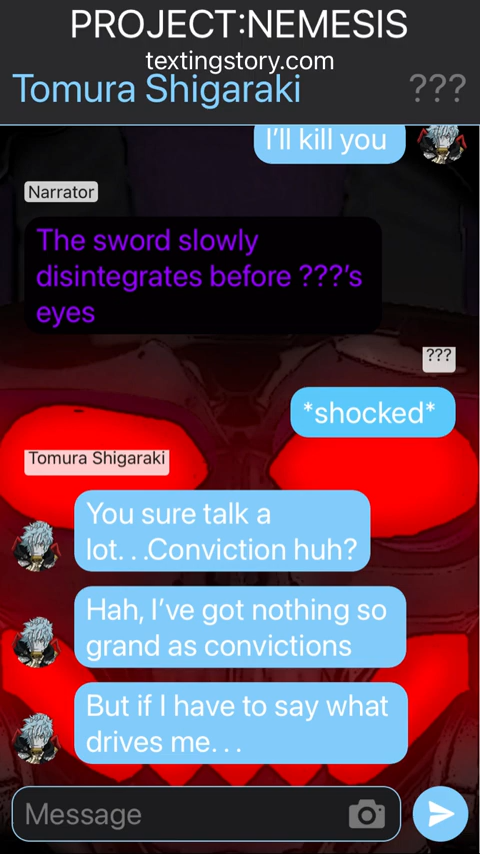 PROJECT:NEMESIS
textingstory.com
Tomura Shigaraki
???
I'll kill you
Narrator
The sword slowly
disintegrates before ???'s
eyes
???
*shocked*
Tomura Shigaraki
You sure talk a
lot. . .Conviction huh?
Hah, I've got nothing so
grand as convictions
But if I have to say what
drives me. . .
Message